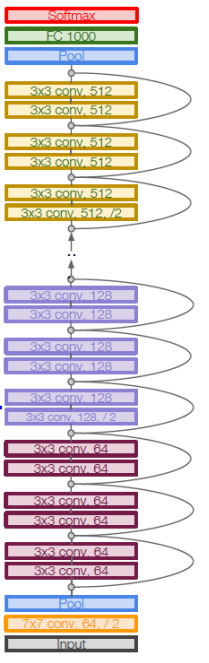 Softmax
FC 1000
Pool
3x3 conv, 512
3x3 conv, 512
3x3 conv, 512
3x3 conv, 512
3x3 conv, 512
3x3 conv, 512, /2
..
3x3 conv, 128
3x3 conv, 128
3x3 conv, 128
3x3 conv, 128
3x3 conv, 128
3x3 conv, 128, / 2
3x3 conv, 64
3x3 conv, 64
3x3 conv, 64
3x3 conv, 64
3x3 conv, 64
3x3 conv, 64
Pool
7x7 conv, 64, / 2
Input